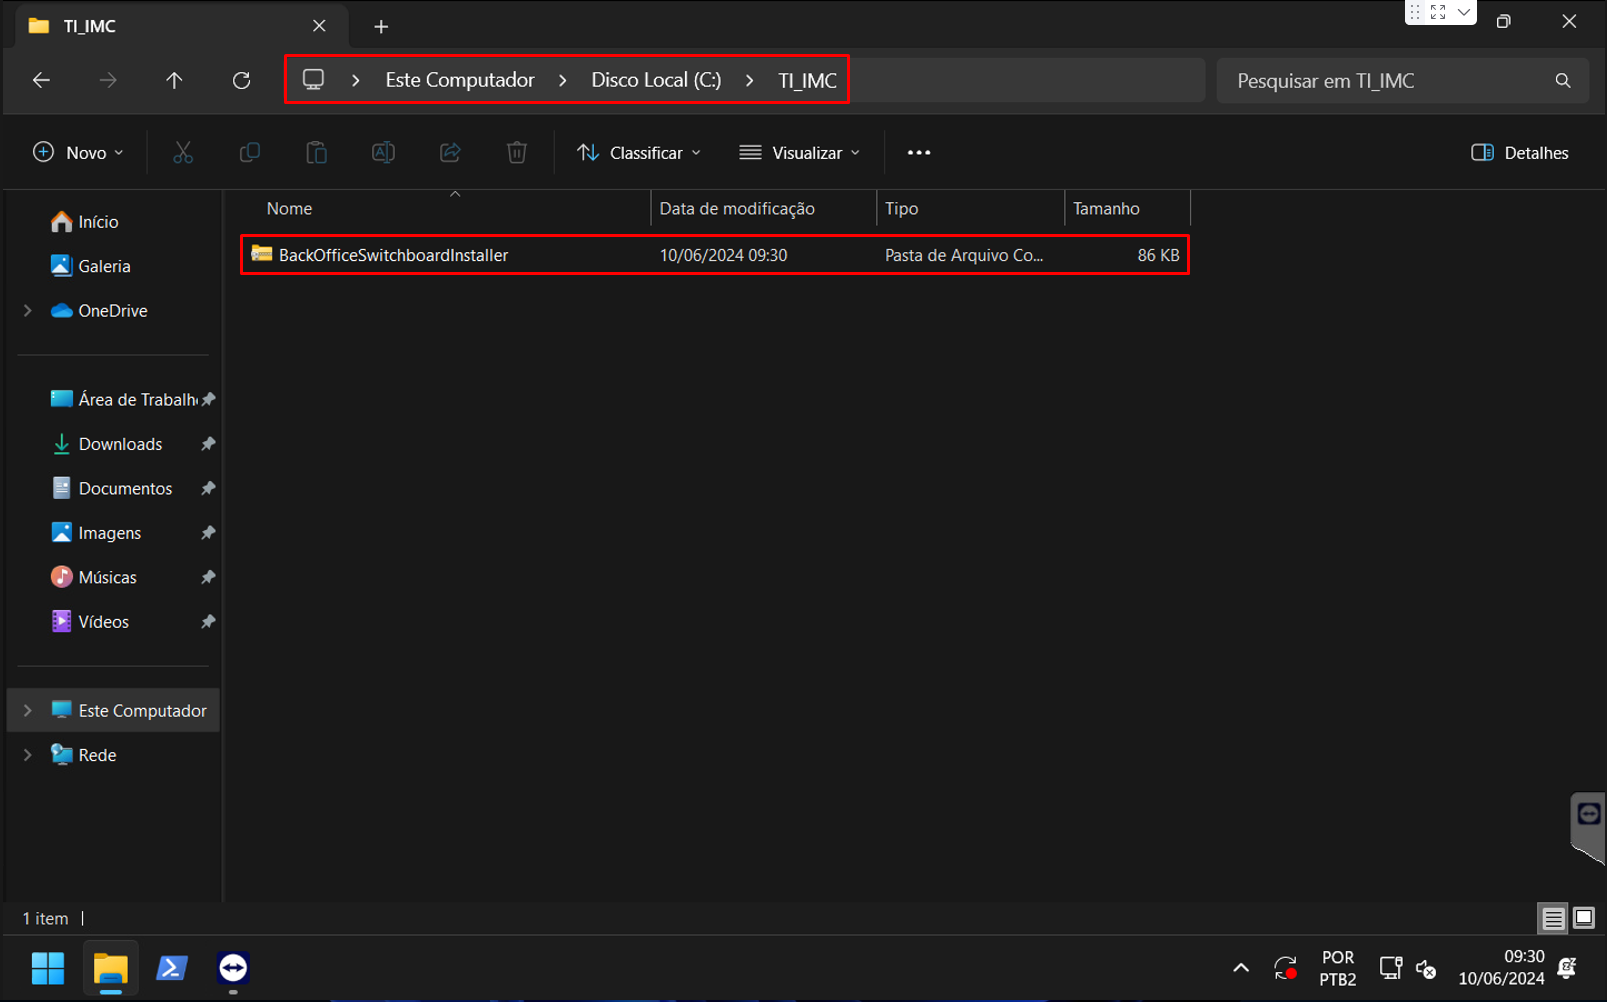 TI_IMC
Este Computador > Disco Local (C:) > TI_IMC
Pesquisar em TI_IMC
Novo
Classificar
Visualizar
Detalhes
Nome
Data de modificação
Tipo
Tamanho
BackOfficeSwitchboardInstaller
10/06/2024 09:30
Pasta de Arquivo Co...
86 KB
Início
Galeria
OneDrive
Área de Trabalh
Downloads
Documentos
Imagens
Músicas
Vídeos
Este Computador
Rede
1 item
POR
PTB2
09:30
10/06/2024